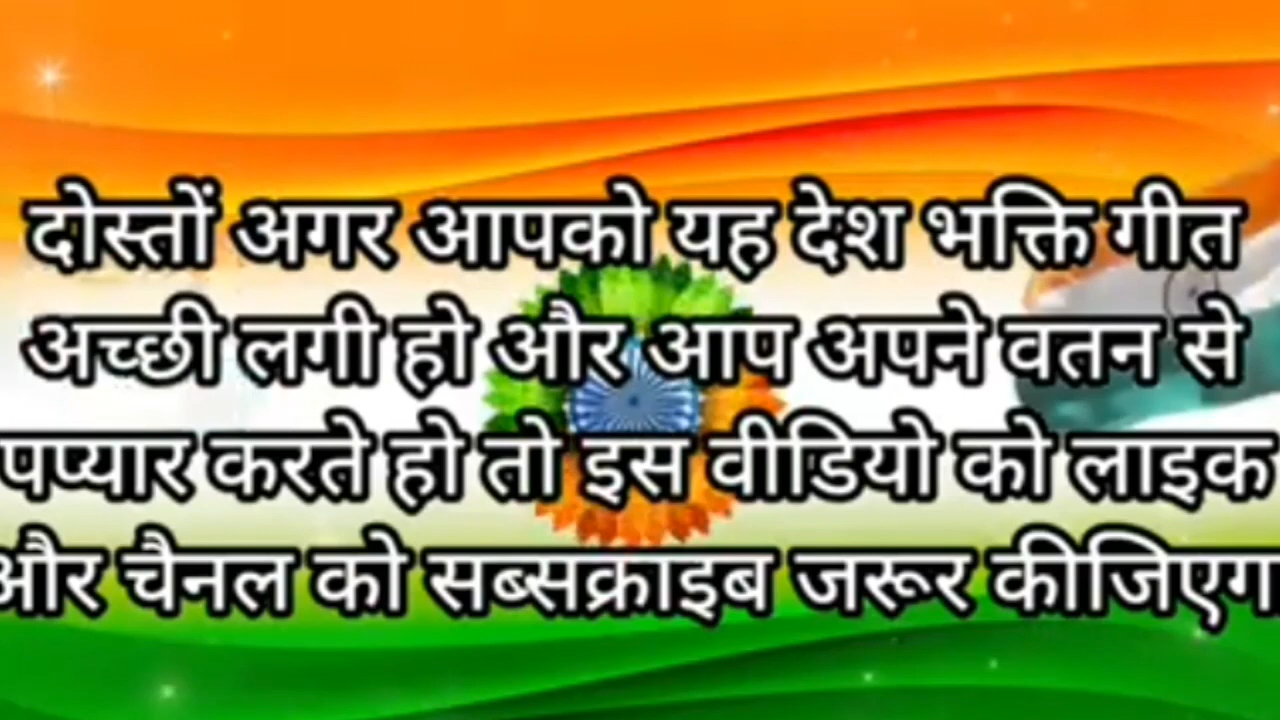 दोस्तों अगर आपको यह देश भक्ति गीत
अच्छी लगी हो और आप अपने वतन से
पप्यार करते हो तो इस वीडियो को लाइक
और चैनल को सब्सक्राइब जरूर कीजिएग